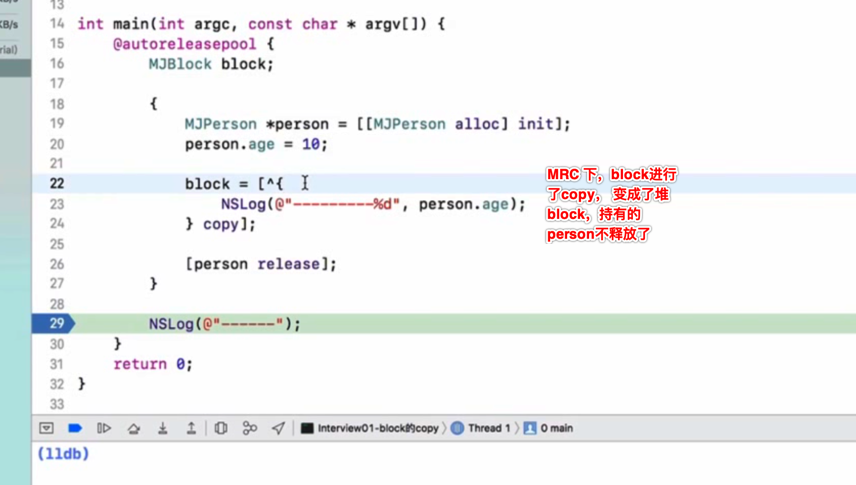 KB/s
KB/s
rial)
13
14 int main(int argc, const char * argv[]) {
15 @autoreleasepool {
16 MJBlock block;
17
18 {
19 MJPerson *person = [[MJPerson alloc] init];
20 person.age = 10;
21
22 block = [^{
23 NSLog(@"---------%d", person.age);
24 } copy];
25
26 [person release];
27 }
28
29 NSLog(@"------");
30 }
31 return 0;
32 }
33
MRC 下，block进行
了copy， 变成了堆
block，持有的
person不释放了
Interview01-block的copy 〉 Thread 1 〉 0 main
(lldb)